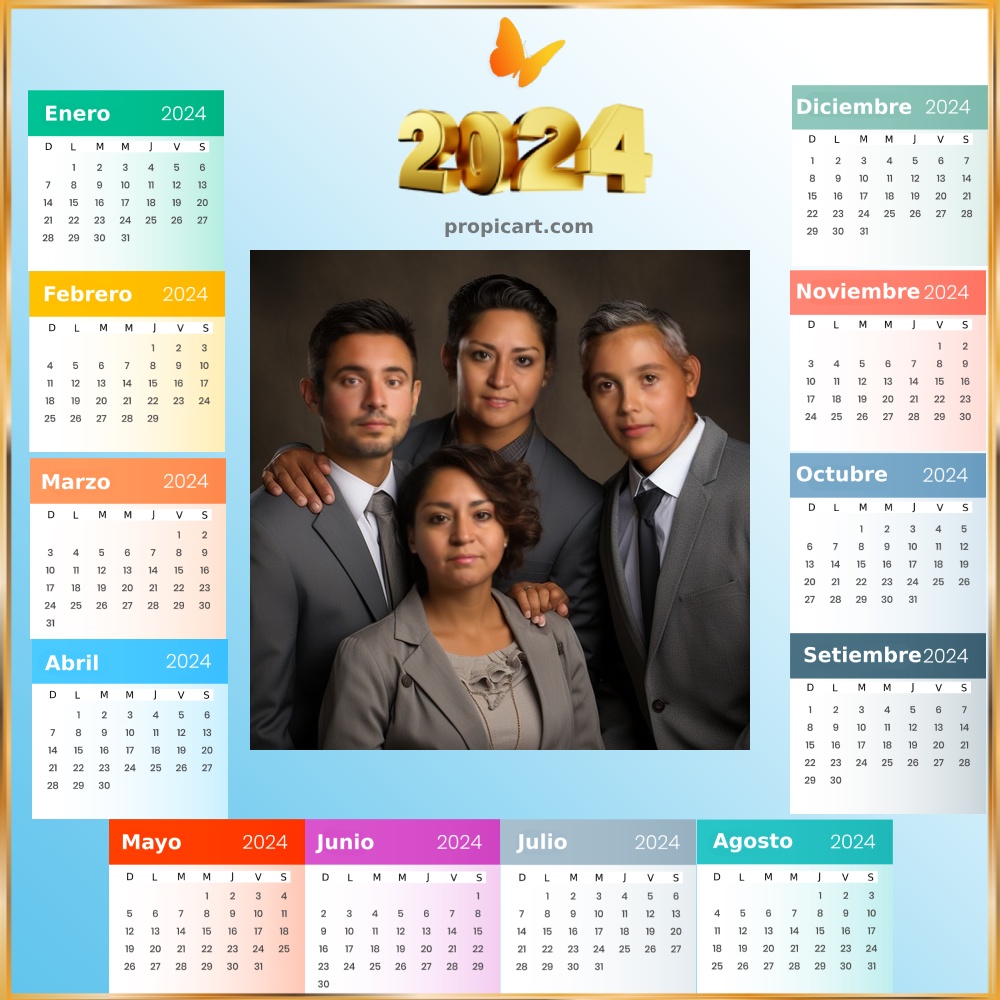 2024
propicart.com
Enero 2024
D L M M J V S
1 2 3 4 5 6
7 8 9 10 11 12 13
14 15 16 17 18 19 20
21 22 23 24 25 26 27
28 29 30 31
Febrero 2024
D L M M J V S
1 2 3
4 5 6 7 8 9 10
11 12 13 14 15 16 17
18 19 20 21 22 23 24
25 26 27 28 29
Marzo 2024
D L M M J V S
1 2
3 4 5 6 7 8 9
10 11 12 13 14 15 16
17 18 19 20 21 22 23
24 25 26 27 28 29 30
31
Abril 2024
D L M M J V S
1 2 3 4 5 6
7 8 9 10 11 12 13
14 15 16 17 18 19 20
21 22 23 24 25 26 27
28 29 30
Mayo 2024
D L M M J V S
1 2 3 4
5 6 7 8 9 10 11
12 13 14 15 16 17 18
19 20 21 22 23 24 25
26 27 28 29 30 31
Junio 2024
D L M M J V S
1
2 3 4 5 6 7 8
9 10 11 12 13 14 15
16 17 18 19 20 21 22
23 24 25 26 27 28 29
30
Julio 2024
D L M M J V S
1 2 3 4 5 6
7 8 9 10 11 12 13
14 15 16 17 18 19 20
21 22 23 24 25 26 27
28 29 30 31
Agosto 2024
D L M M J V S
1 2 3
4 5 6 7 8 9 10
11 12 13 14 15 16 17
18 19 20 21 22 23 24
25 26 27 28 29 30 31
Setiembre 2024
D L M M J V S
1 2 3 4 5 6 7
8 9 10 11 12 13 14
15 16 17 18 19 20 21
22 23 24 25 26 27 28
29 30
Octubre 2024
D L M M J V S
1 2 3 4 5
6 7 8 9 10 11 12
13 14 15 16 17 18 19
20 21 22 23 24 25 26
27 28 29 30 31
Noviembre 2024
D L M M J V S
1 2
3 4 5 6 7 8 9
10 11 12 13 14 15 16
17 18 19 20 21 22 23
24 25 26 27 28 29 30
Diciembre 2024
D L M M J V S
1 2 3 4 5 6 7
8 9 10 11 12 13 14
15 16 17 18 19 20 21
22 23 24 25 26 27 28
29 30 31